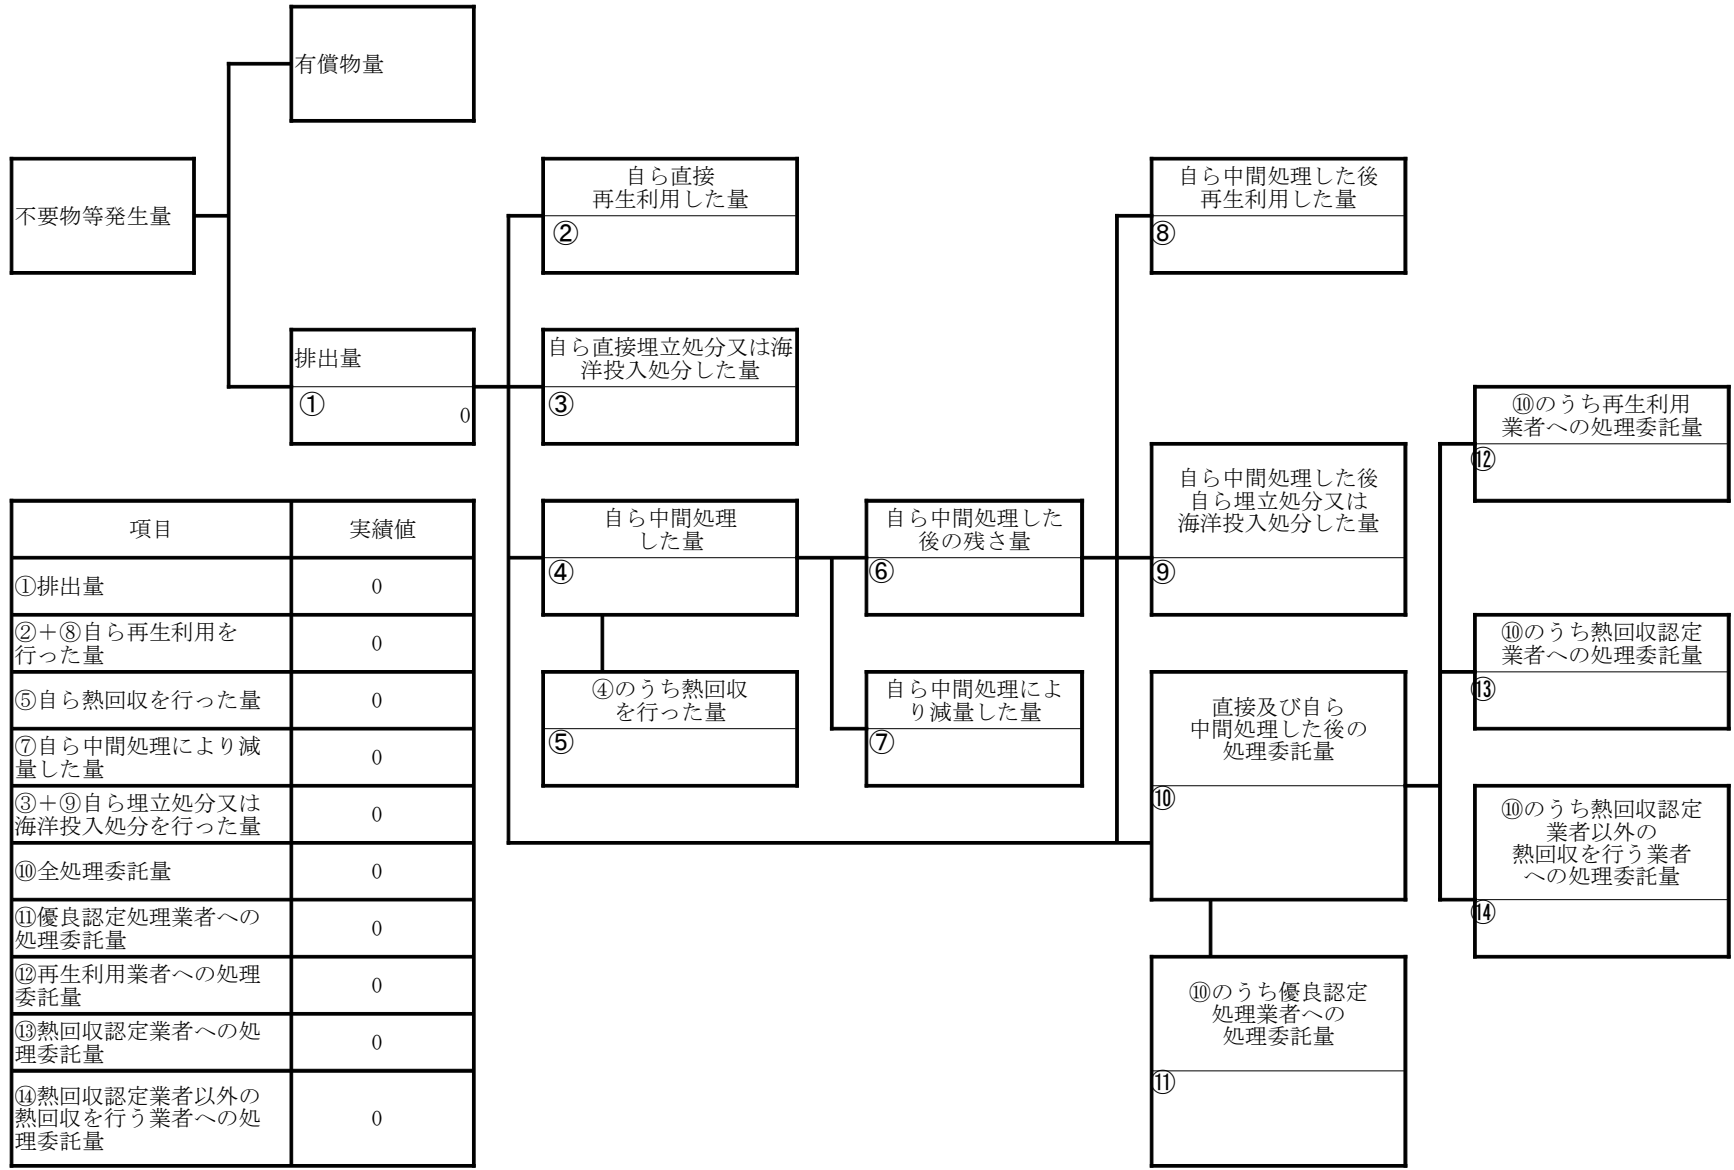 有償物量
不要物等発生量
自ら直接
再生利用した量
②
自ら中間処理した後
再生利用した量
⑧
排出量
①
0
自ら直接埋立処分又は海
洋投入処分した量
③
⑩のうち再生利用
業者への処理委託量
⑫
自ら中間処理した後
自ら埋立処分又は
海洋投入処分した量
⑨
自ら中間処理
した量
④
自ら中間処理した
後の残さ量
⑥
⑩のうち熱回収認定
業者への処理委託量
⑬
④のうち熱回収
を行った量
⑤
自ら中間処理によ
り減量した量
⑦
直接及び自ら
中間処理した後の
処理委託量
⑩
⑩のうち熱回収認定
業者以外の
熱回収を行う業者
への処理委託量
⑭
⑩のうち優良認定
処理業者への
処理委託量
⑪
項目 実績値
①排出量 0
②＋⑧自ら再生利用を
行った量 0
⑤自ら熱回収を行った量 0
⑦自ら中間処理により減
量した量 0
③＋⑨自ら埋立処分又は
海洋投入処分を行った量 0
⑩全処理委託量 0
⑪優良認定処理業者への
処理委託量 0
⑫再生利用業者への処理
委託量 0
⑬熱回収認定業者への処
理委託量 0
⑭熱回収認定業者以外の
熱回収を行う業者への処
理委託量 0